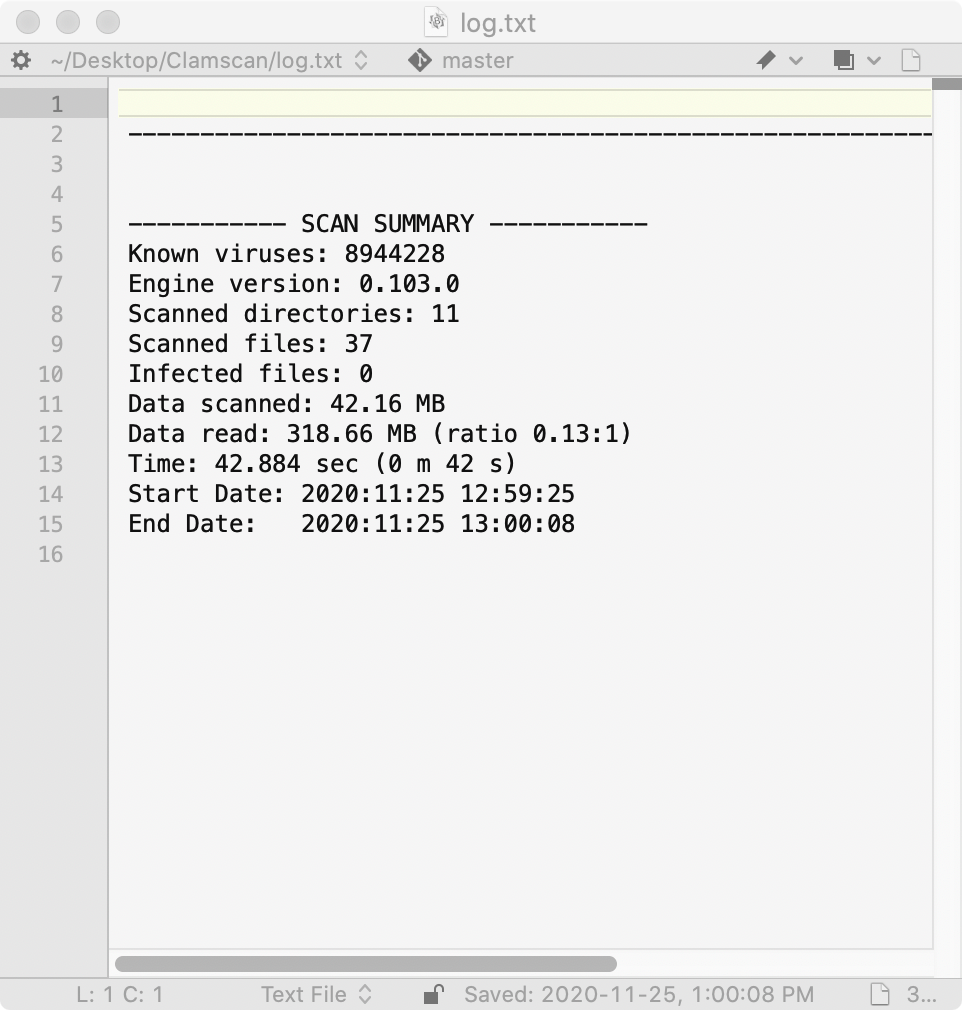 log.txt
~/Desktop/Clamscan/log.txt master
1
2 --------------------------------------------------------
3
4
5 ----------- SCAN SUMMARY -----------
6 Known viruses: 8944228
7 Engine version: 0.103.0
8 Scanned directories: 11
9 Scanned files: 37
10 Infected files: 0
11 Data scanned: 42.16 MB
12 Data read: 318.66 MB (ratio 0.13:1)
13 Time: 42.884 sec (0 m 42 s)
14 Start Date: 2020:11:25 12:59:25
15 End Date:   2020:11:25 13:00:08
16
L: 1 C: 1 Text File Saved: 2020-11-25, 1:00:08 PM 3...